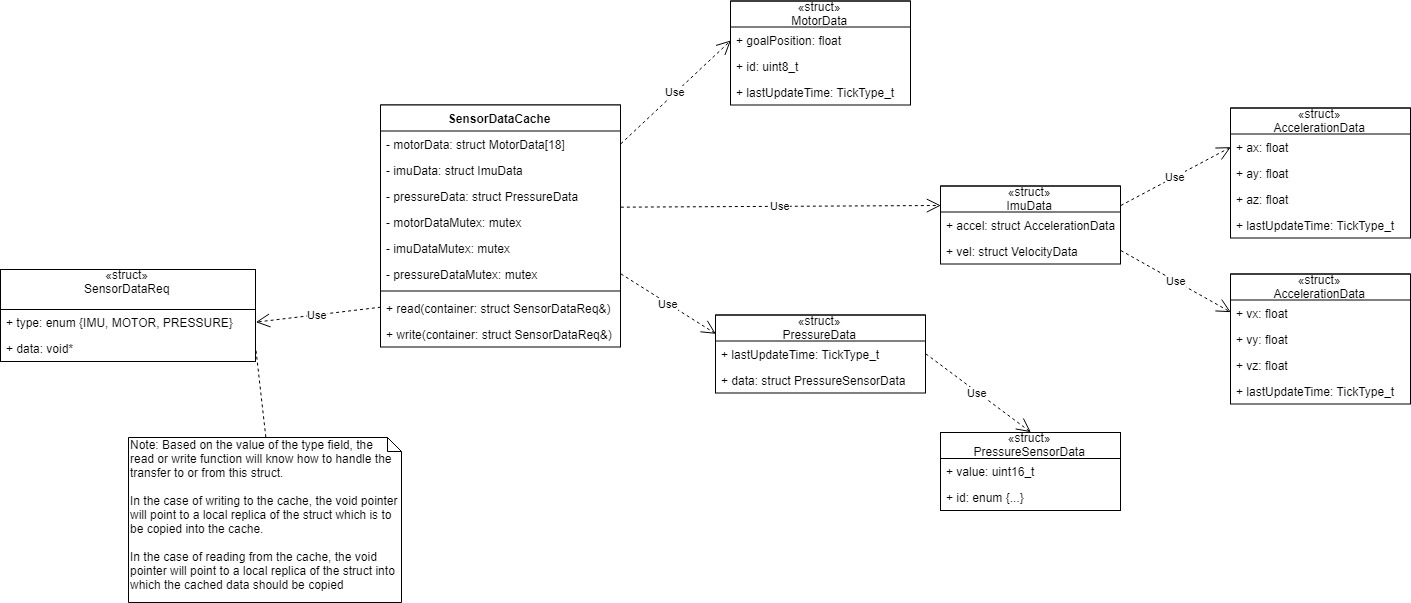 «struct»
MotorData
+ goalPosition: float
+ id: uint8_t
+ lastUpdateTime: TickType_t
Use
SensorDataCache
- motorData: struct MotorData[18]
- imuData: struct ImuData
- pressureData: struct PressureData
- motorDataMutex: mutex
- imuDataMutex: mutex
- pressureDataMutex: mutex
+ read(container: struct SensorDataReq&)
+ write(container: struct SensorDataReq&)
Use
«struct»
ImuData
+ accel: struct AccelerationData
+ vel: struct VelocityData
Use
«struct»
AccelerationData
+ ax: float
+ ay: float
+ az: float
+ lastUpdateTime: TickType_t
Use
«struct»
AccelerationData
+ vx: float
+ vy: float
+ vz: float
+ lastUpdateTime: TickType_t
«struct»
SensorDataReq
+ type: enum {IMU, MOTOR, PRESSURE}
+ data: void*
Use
Use
«struct»
PressureData
+ lastUpdateTime: TickType_t
+ data: struct PressureSensorData
Use
«struct»
PressureSensorData
+ value: uint16_t
+ id: enum {...}
Note: Based on the value of the type field, the
read or write function will know how to handle the
transfer to or from this struct.
In the case of writing to the cache, the void pointer
will point to a local replica of the struct which is to
be copied into the cache.
In the case of reading from the cache, the void
pointer will point to a local replica of the struct into
which the cached data should be copied